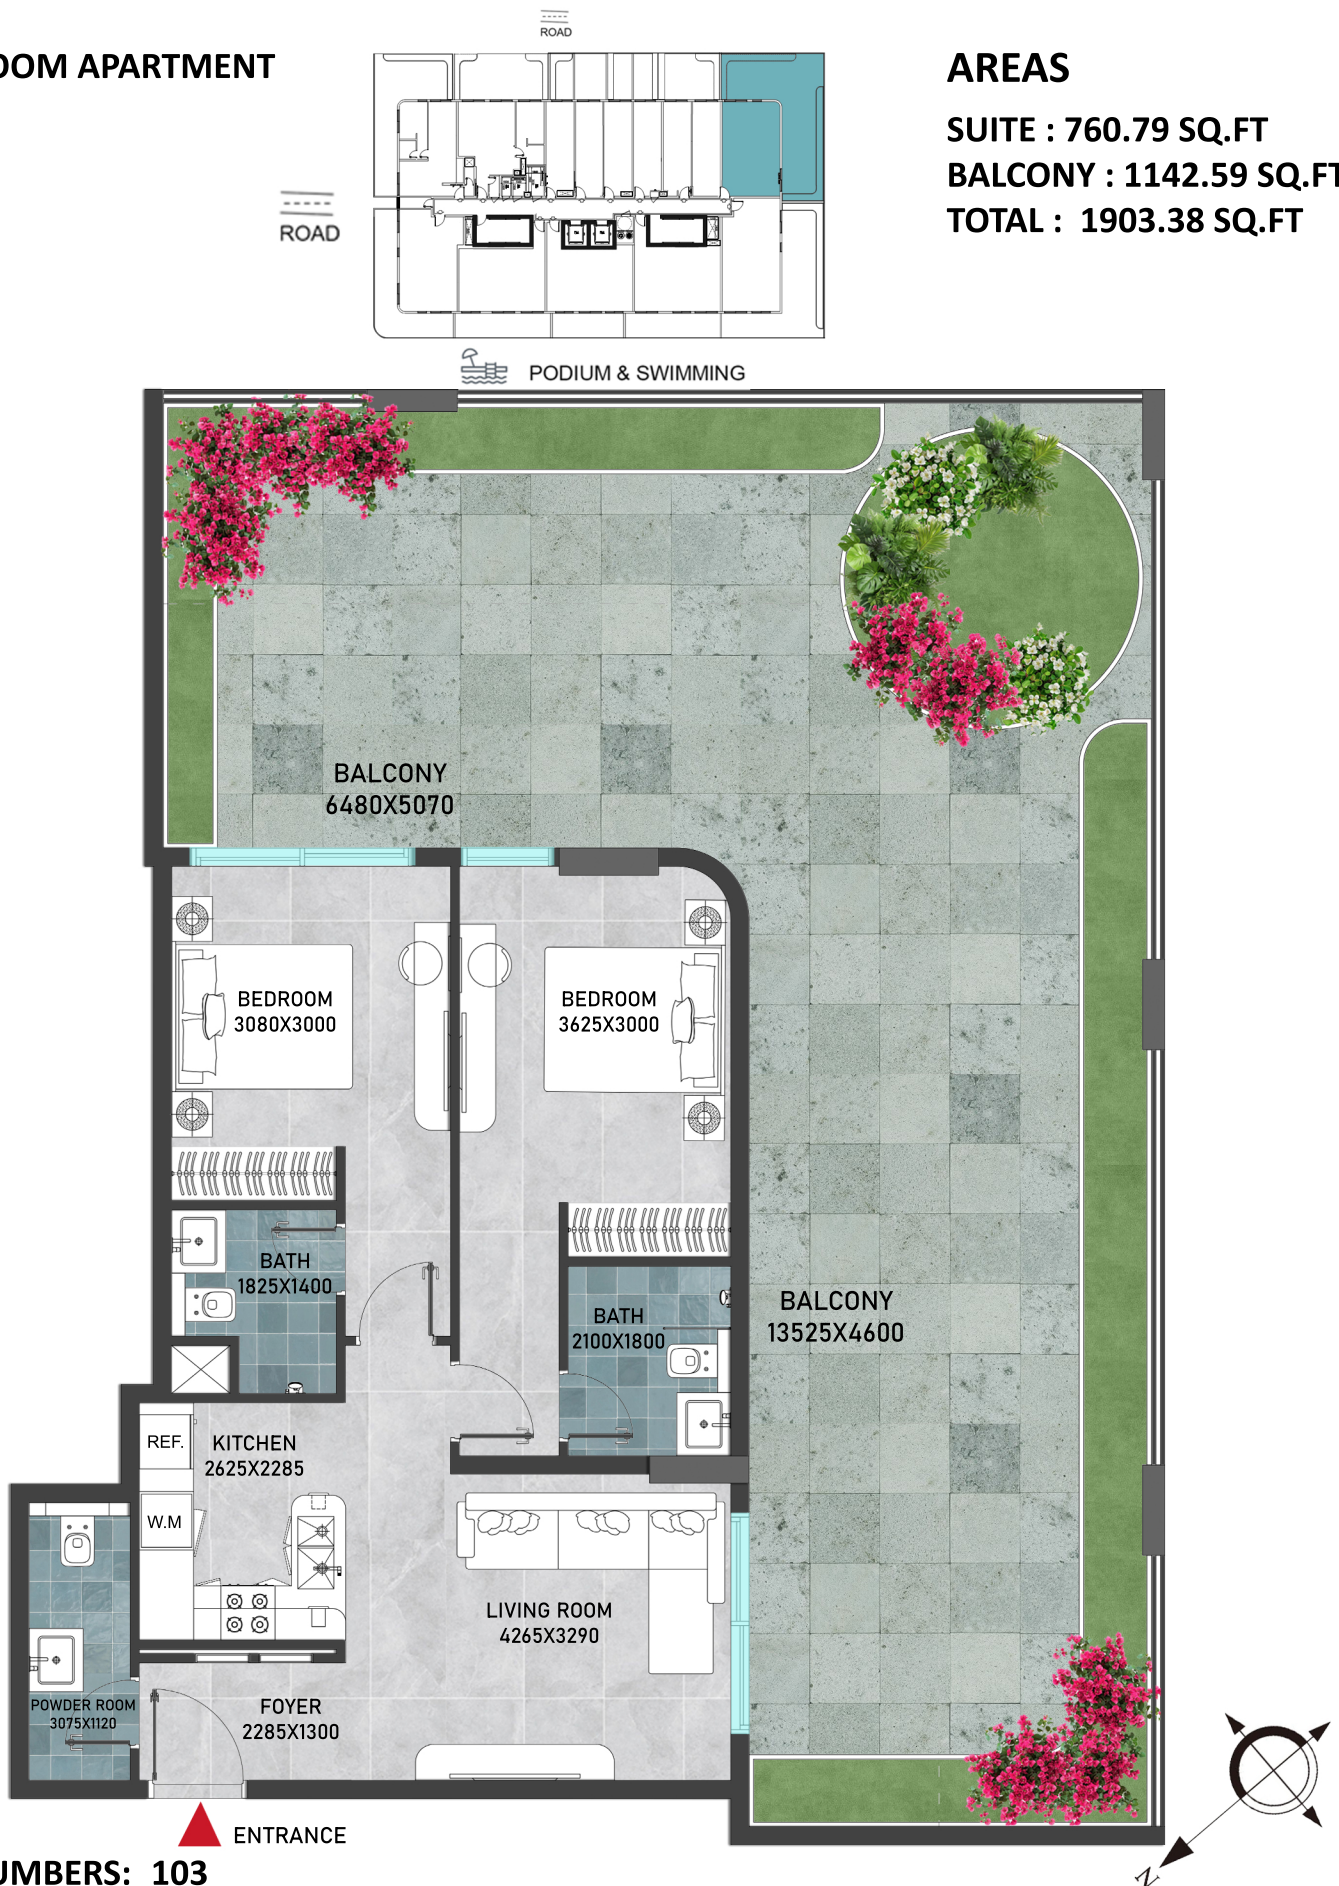 ROAD
OOM APARTMENT
AREAS
SUITE : 760.79 SQ.FT
BALCONY : 1142.59 SQ.FT
TOTAL : 1903.38 SQ.FT
ROAD
PODIUM & SWIMMING
BALCONY
6480X5070
BEDROOM
3080X3000
BEDROOM
3625X3000
BATH
1825X1400
BALCONY
13525X4600
BATH
2100X1800
REF.
KITCHEN
2625X2285
W.M
LIVING ROOM
4265X3290
POWDER ROOM
3075X1120
FOYER
2285X1300
ENTRANCE
N
UMBERS: 103